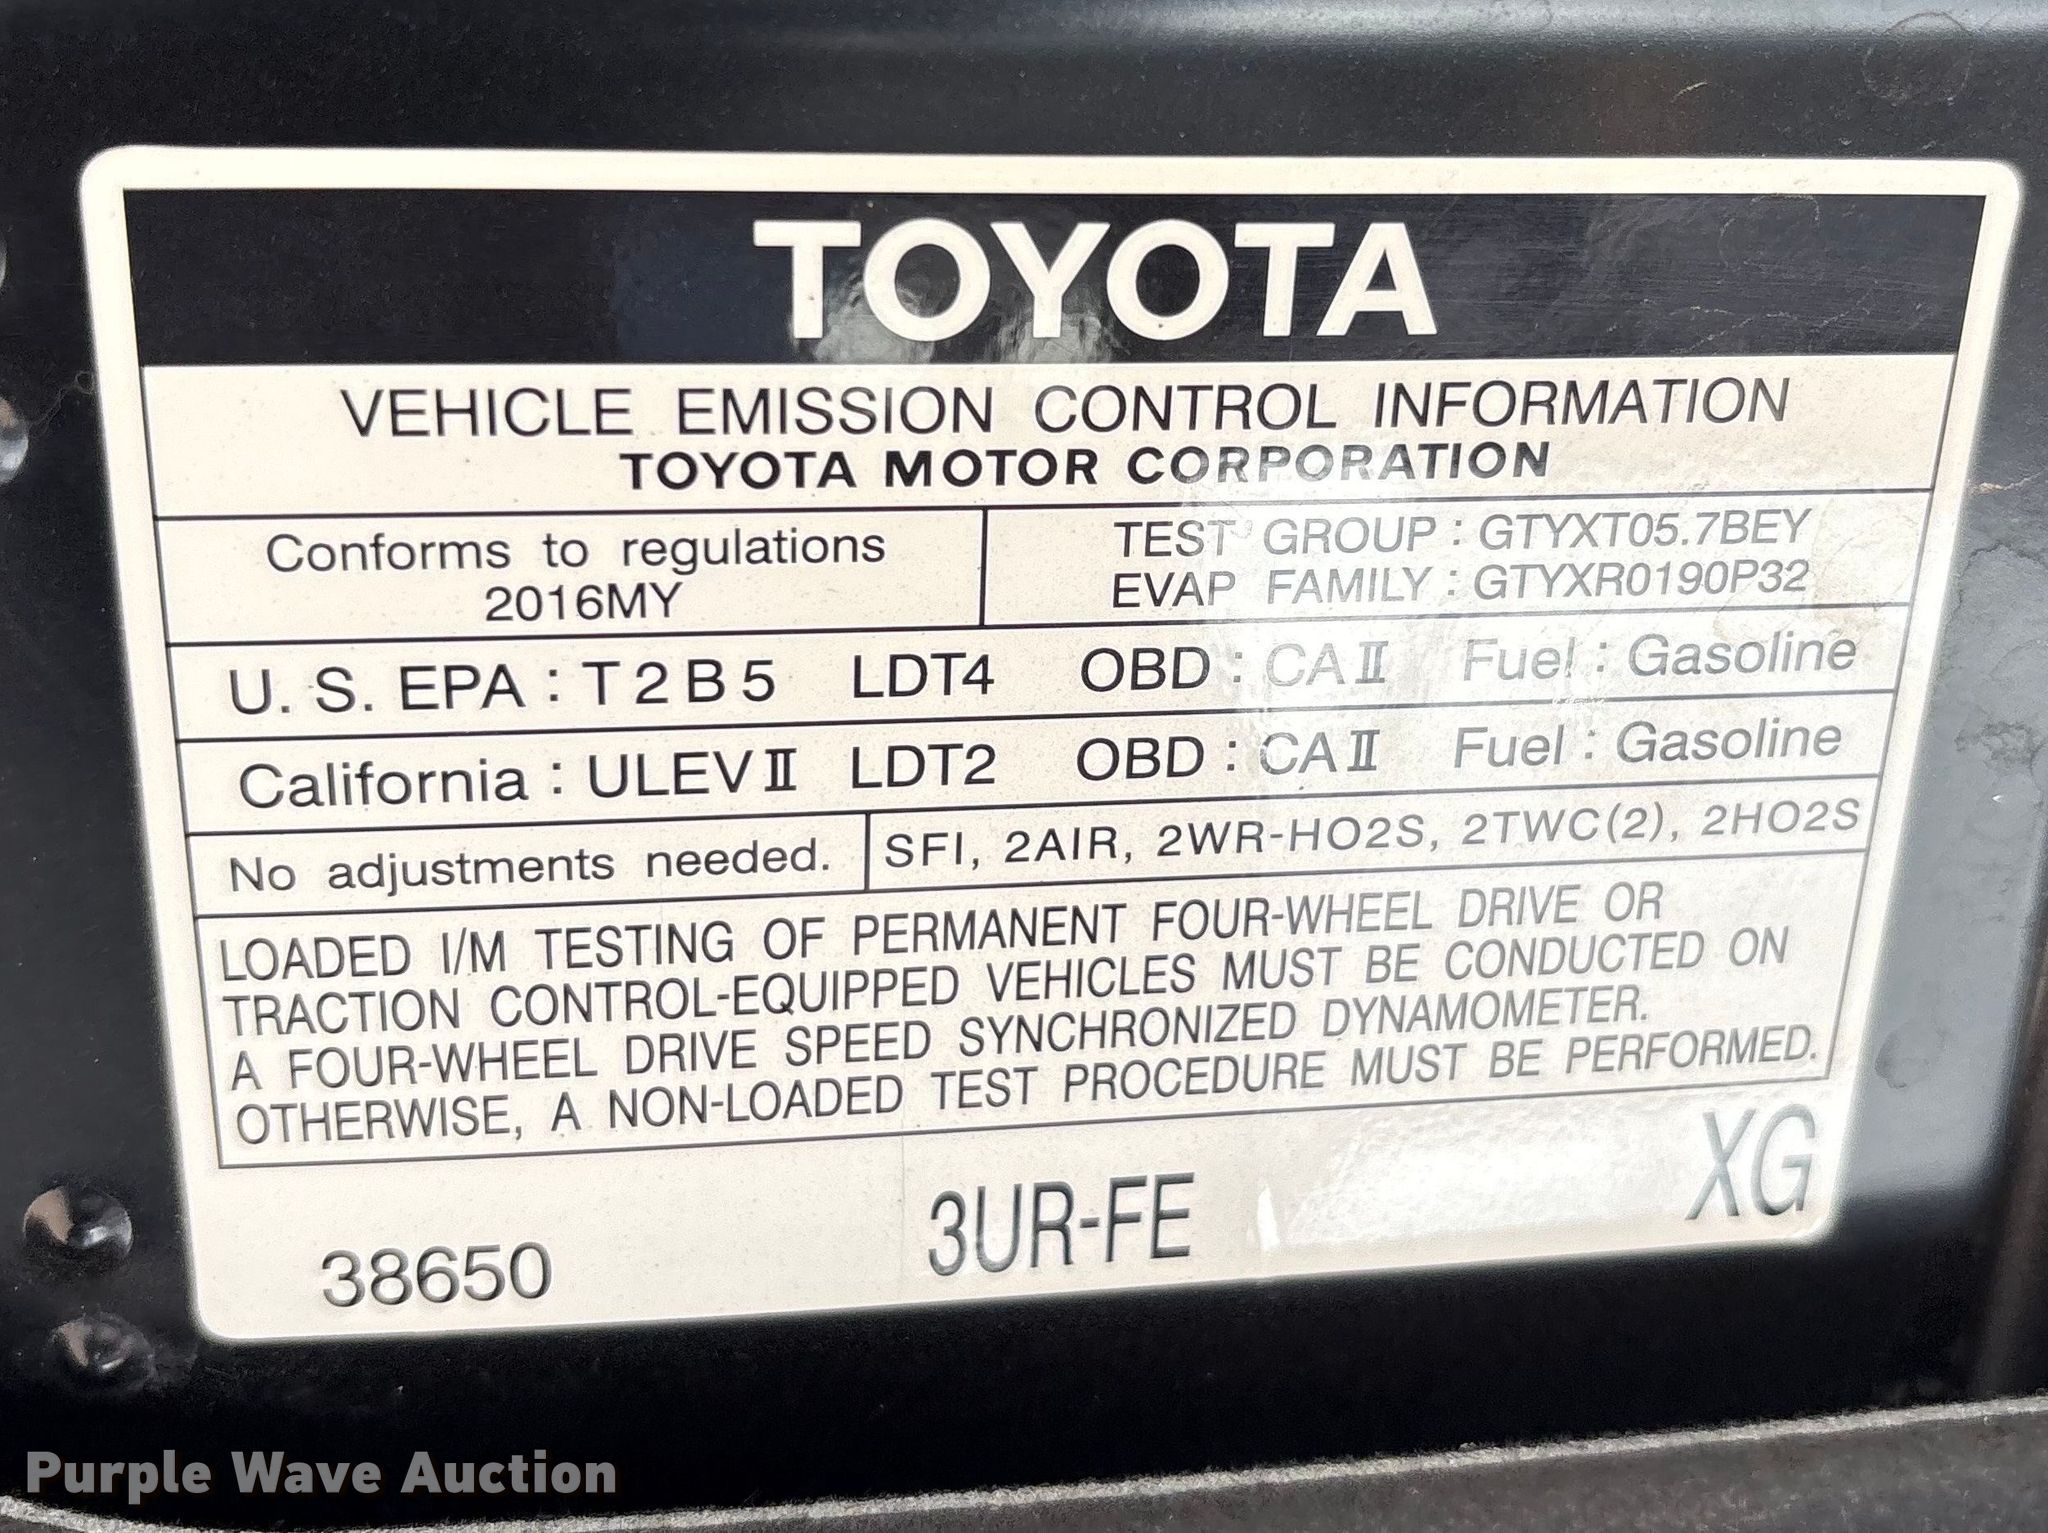 TOYOTA
VEHICLE EMISSION CONTROL INFORMATION
TOYOTA MOTOR CORPORATION
Conforms to regulations
2016MY
TEST GROUP : GTYXT05.7BEY
EVAP FAMILY : GTYXR0190P32
U. S. EPA : T2B5 LDT4 OBD : CAⅡ Fuel : Gasoline
California : ULEVⅡ LDT2 OBD : CAⅡ Fuel : Gasoline
No adjustments needed.
SFI, 2AIR, 2WR-HO2S, 2TWC(2), 2HO2S
LOADED I/M TESTING OF PERMANENT FOUR-WHEEL DRIVE OR
TRACTION CONTROL-EQUIPPED VEHICLES MUST BE CONDUCTED ON
A FOUR-WHEEL DRIVE SPEED SYNCHRONIZED DYNAMOMETER.
OTHERWISE, A NON-LOADED TEST PROCEDURE MUST BE PERFORMED.
38650 3UR-FE XG
Purple Wave Auction